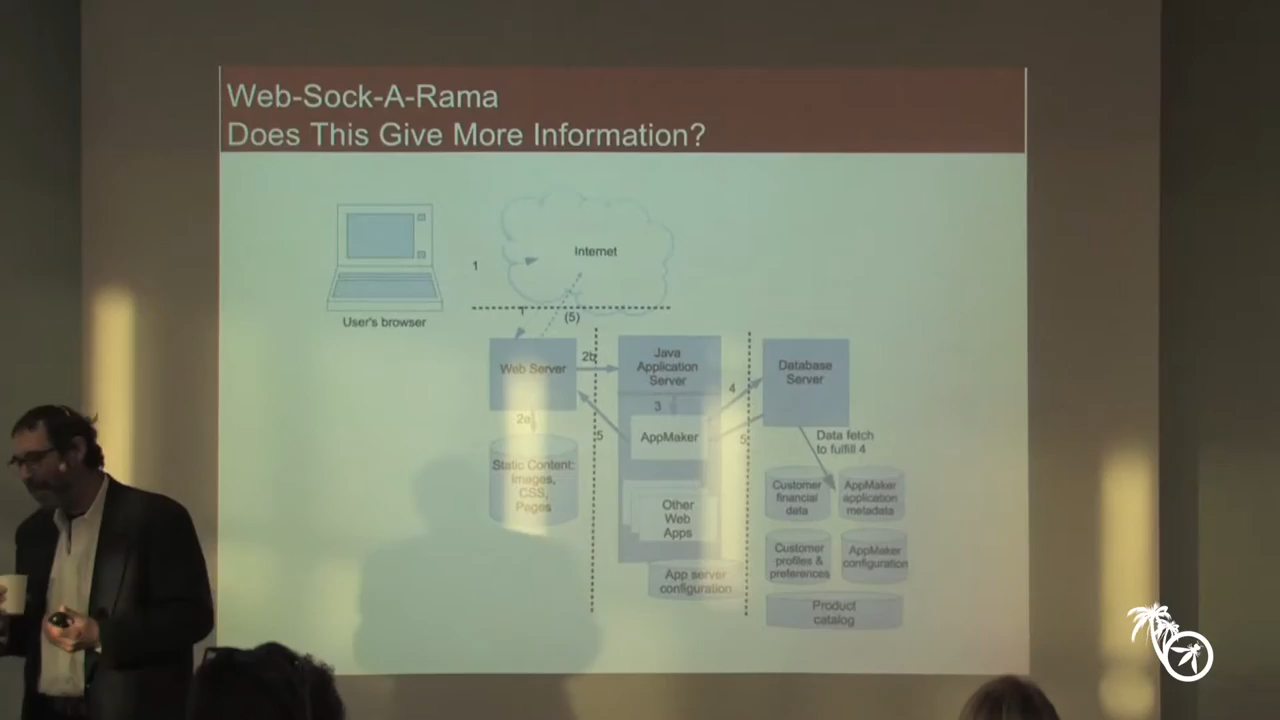 Web-Sock-A-Rama
Does This Give More Information?
1
Internet
User's browser
1
(5)
Web Server
2b
Java
Application
Server
Database
Server
4
2a
3
AppMaker
5
5
Data fetch
to fulfill 4
Static Content:
Images,
CSS,
Pages
Other
Web
Apps
Customer
financial
data
AppMaker
application
metadata
Customer
profiles &
preferences
AppMaker
configuration
App server
configuration
Product
catalog